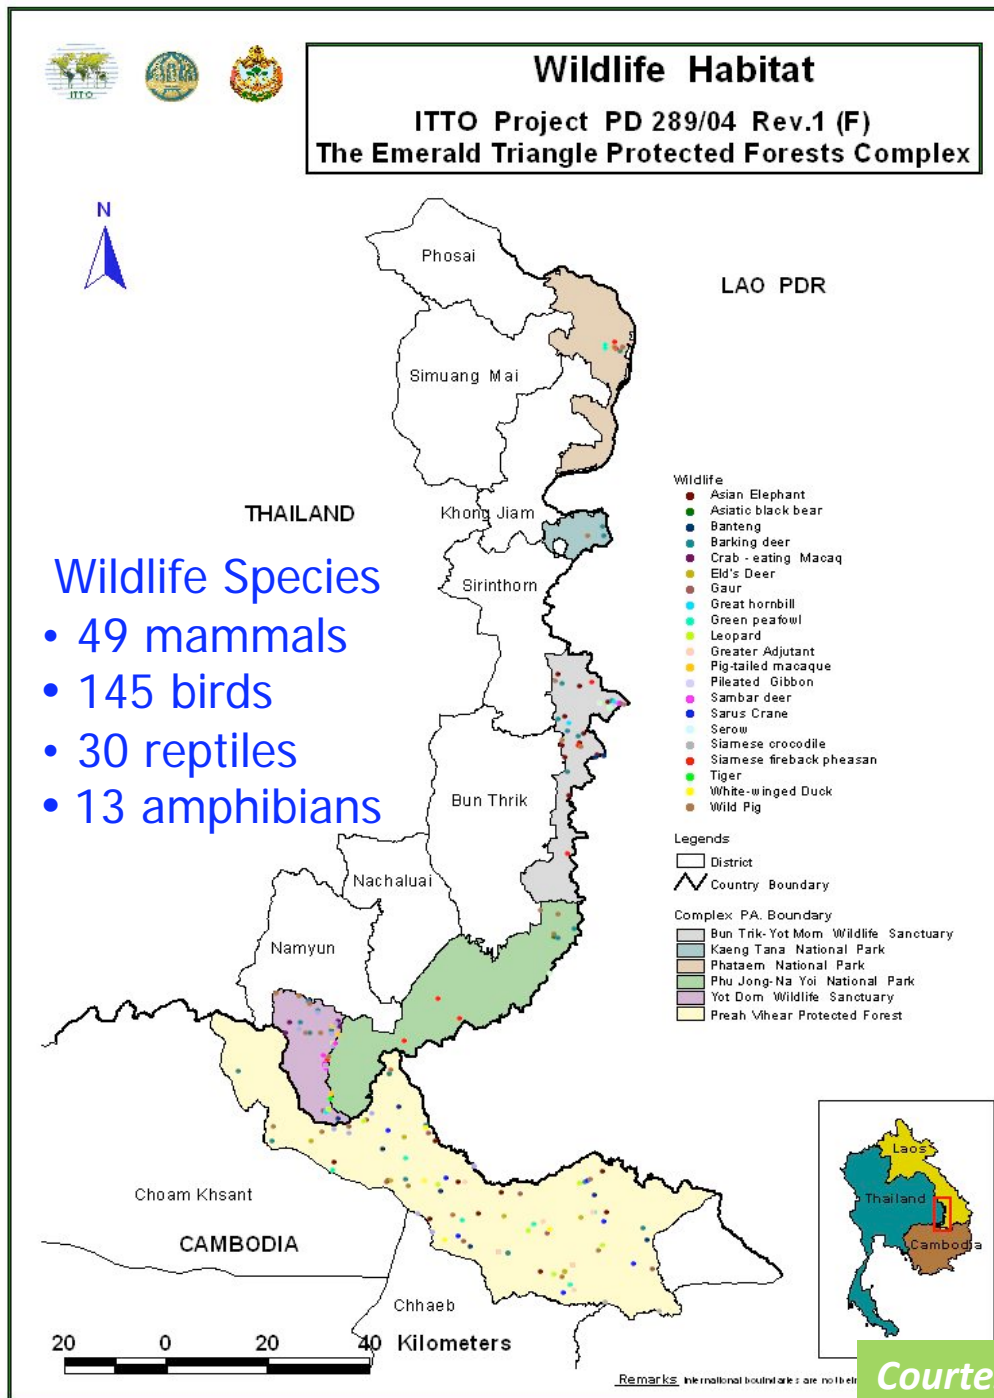 ITTO
Wildlife Habitat
ITTO Project PD 289/04 Rev.1 (F)
The Emerald Triangle Protected Forests Complex
N
Phosai
LAO PDR
Simuang Mai
THAILAND
Khong Jiam
Sirinthorn
Wildlife Species
• 49 mammals
• 145 birds
• 30 reptiles
• 13 amphibians
Bun Thrik
Nachaluai
Namyun
Wildlife
Asian Elephant
Asiatic black bear
Banteng
Barking deer
Crab - eating Macaq
Eld's Deer
Gaur
Great hornbill
Green peafowl
Leopard
Greater Adjutant
Pig-tailed macaque
Pileated Gibbon
Sambar deer
Sarus Crane
Serow
Siamese crocodile
Siamese fireback pheasan
Tiger
White-winged Duck
Wild Pig
Legends
District
Country Boundary
Complex PA. Boundary
Bun Trik-Yot Mom Wildlife Sanctuary
Kaeng Tana National Park
Phataem National Park
Phu Jong-Na Yoi National Park
Yot Dom Wildlife Sanctuary
Preah Vihear Protected Forest
Choam Khsant
CAMBODIA
Chhaeb
Laos
Thailand
Cambodia
20 0 20 40 Kilometers
Remarks International boundaries are not
Courte